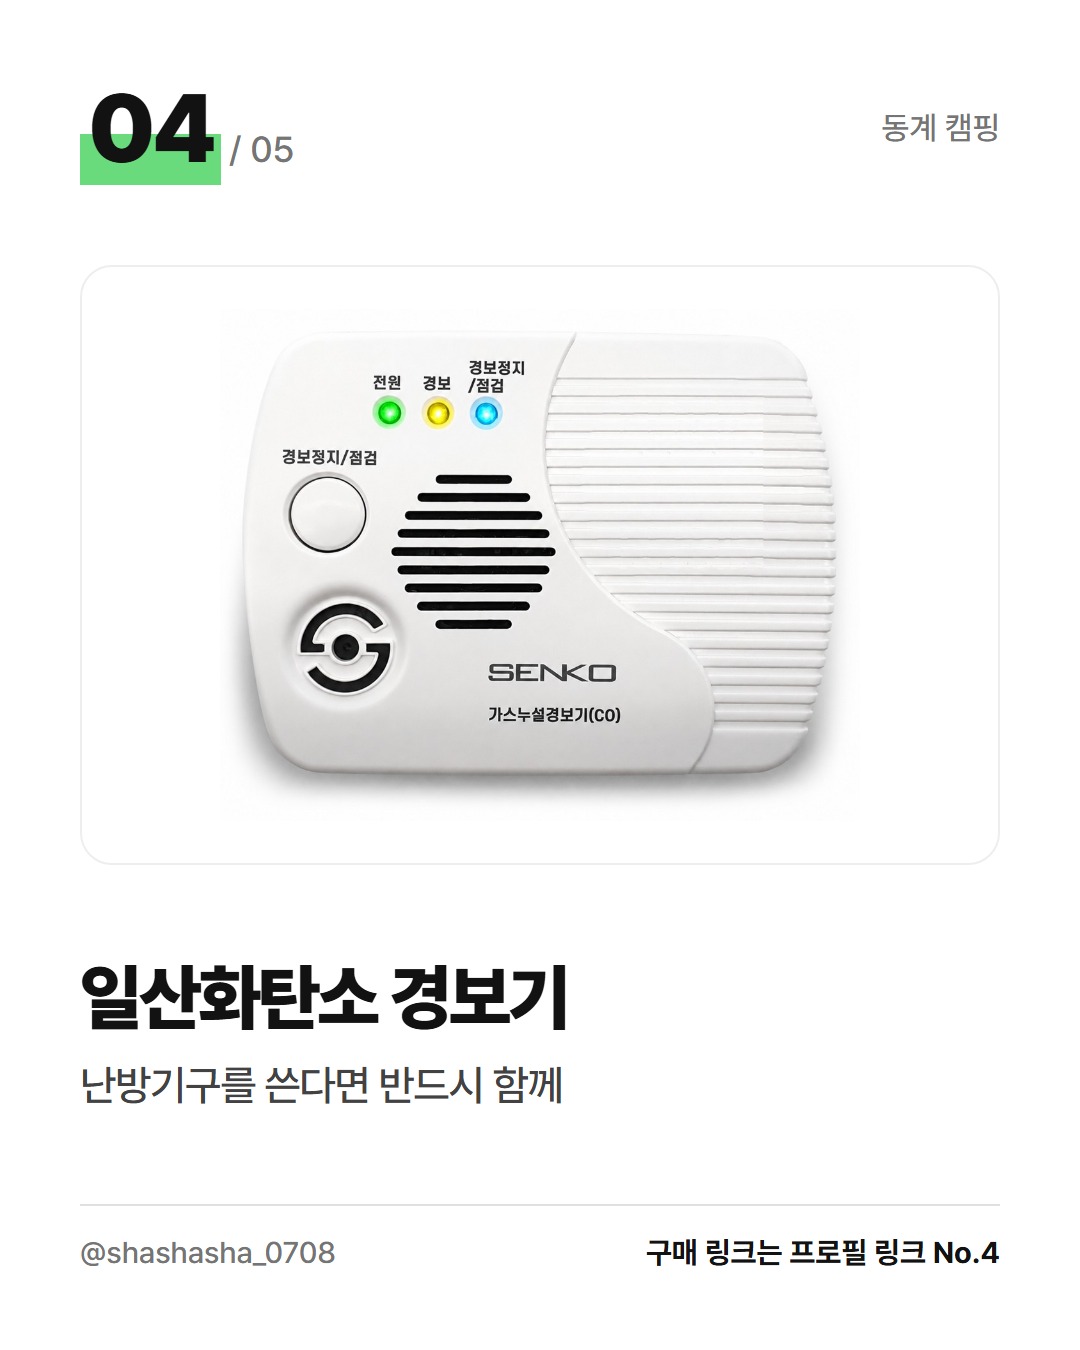 04 / 05
동계 캠핑
전원 경보 경보정지
/점검
경보정지/점검
SENKO
가스누설경보기(CO)
일산화탄소 경보기
난방기구를 쓴다면 반드시 함께
@shashasha_0708
구매 링크는 프로필 링크 No.4